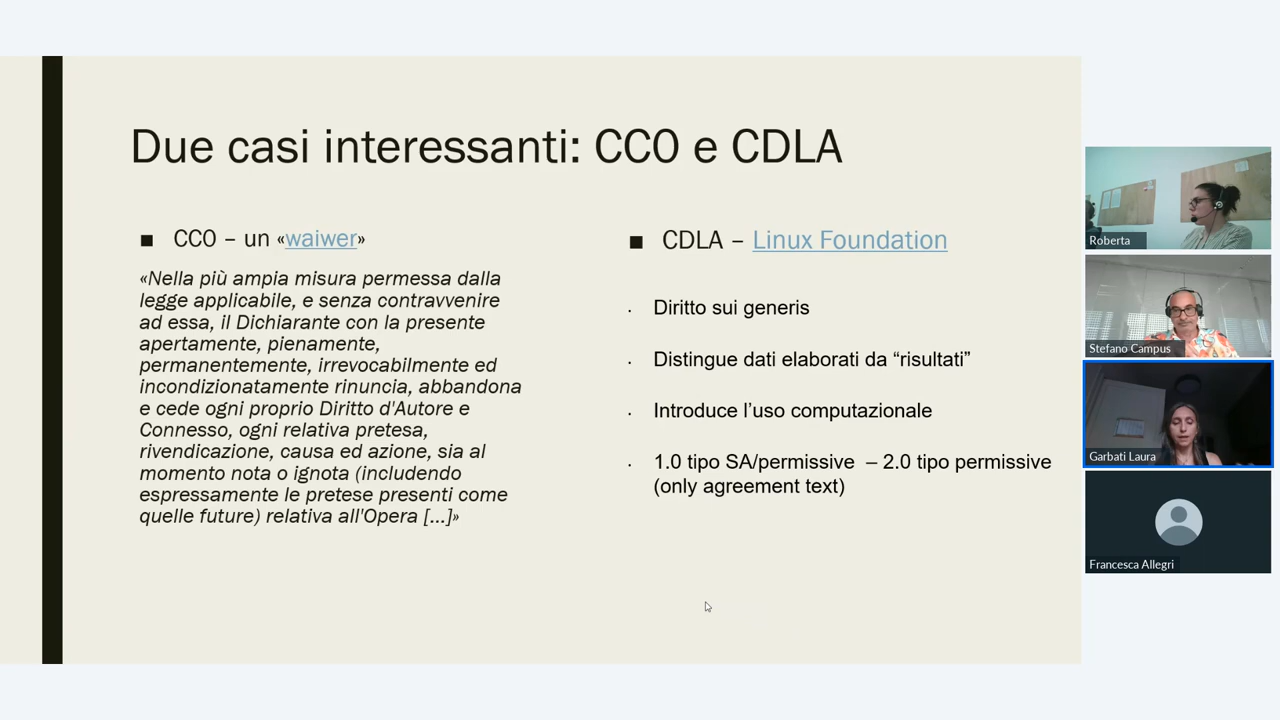 Due casi interessanti: CC0 e CDLA
■ CC0 – un «waiwer»
«Nella più ampia misura permessa dalla
legge applicabile, e senza contravvenire
ad essa, il Dichiarante con la presente
apertamente, pienamente,
permanentemente, irrevocabilmente ed
incondizionatamente rinuncia, abbandona
e cede ogni proprio Diritto d'Autore e
Connesso, ogni relativa pretesa,
rivendicazione, causa ed azione, sia al
momento nota o ignota (includendo
espressamente le pretese presenti come
quelle future) relativa all'Opera [...]»
■ CDLA – Linux Foundation
· Diritto sui generis
· Distingue dati elaborati da “risultati”
· Introduce l’uso computazionale
· 1.0 tipo SA/permissive – 2.0 tipo permissive
(only agreement text)
Roberta
Stefano Campus
Garbati Laura
Francesca Allegri